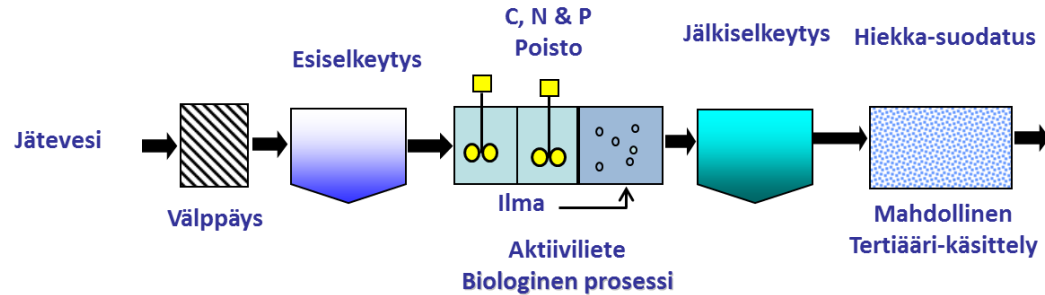 Jätevesi
Välppäys
Esiselkeytys
C, N & P
Poisto
Ilma
Aktiiviliete
Biologinen prosessi
Jälkiselkeytys
Hiekka-suodatus
Mahdollinen
Tertiääri-käsittely